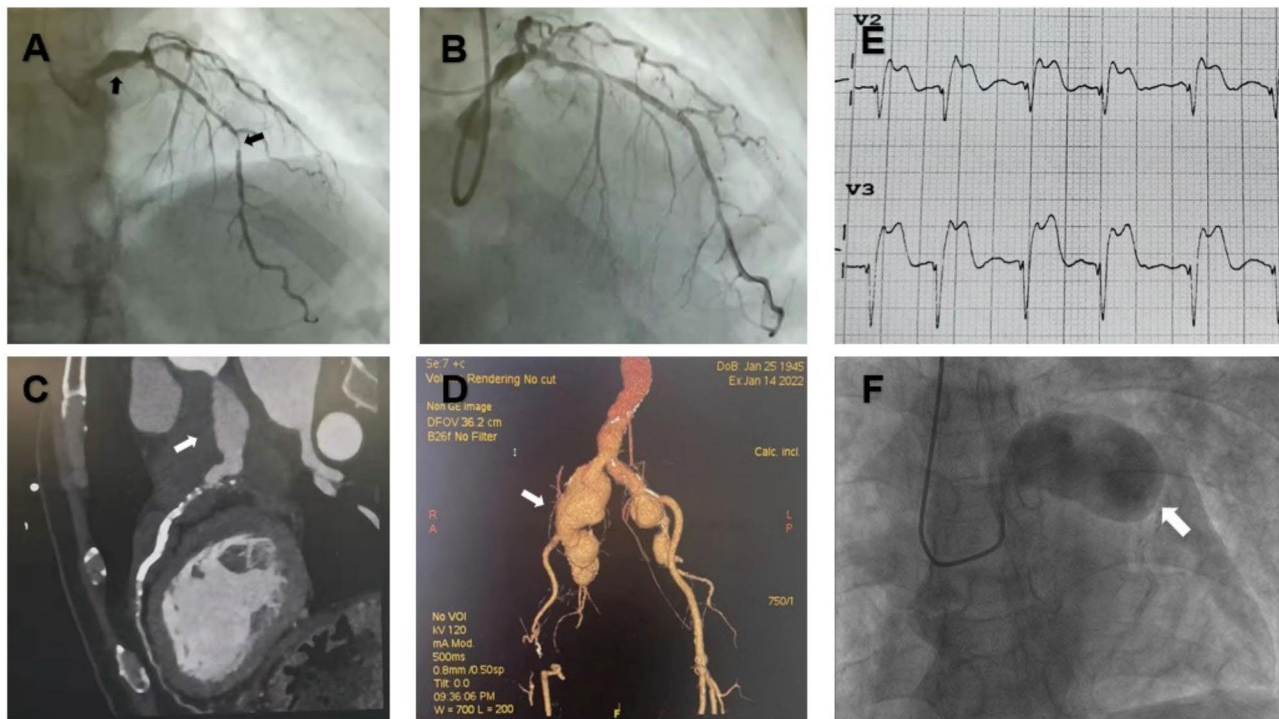 A
B
V2
E
V3
C
Se:7 +c
Rendering No cut
D
Non GE image
DFOV 36.2 cm
B26f No Filter
DoB: Jan 25 1945
Ex:Jan 14 2022
Calc. incl.
R
A
L
P
750/1
No VOI
kV 120
mA Mod.
500ms
0.8mm /0.50sp
Tilt: 0.0
09:36:06 PM
W = 700 L = 200
F
F